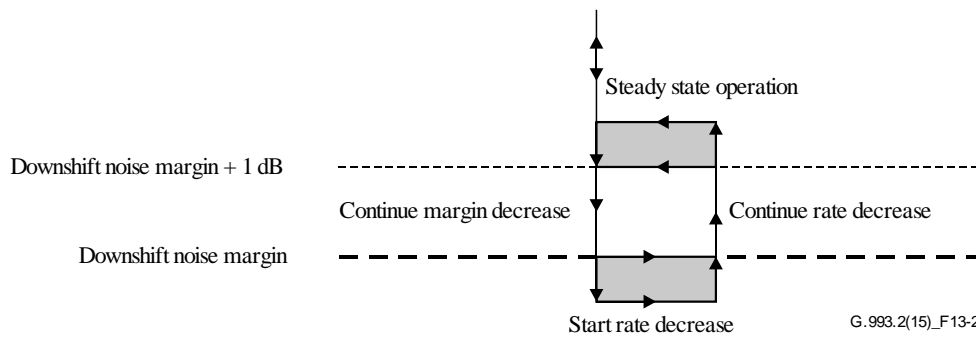 Steady state operation
Downshift noise margin + 1 dB
Continue margin decrease
Continue rate decrease
Downshift noise margin
Start rate decrease
G.993.2(15)_F13-2